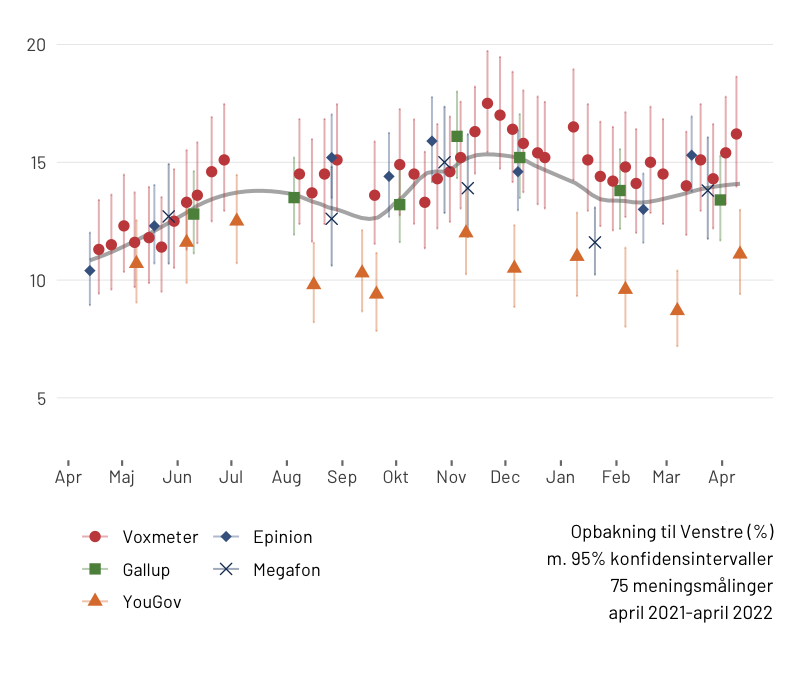 20
15
10
5
Apr Maj Jun Jul Aug Sep Okt Nov Dec Jan Feb Mar Apr
Voxmeter Epinion
Gallup Megafon
YouGov
Opbakning til Venstre (%)
m. 95% konfidensintervaller
75 meningsmålinger
april 2021-april 2022